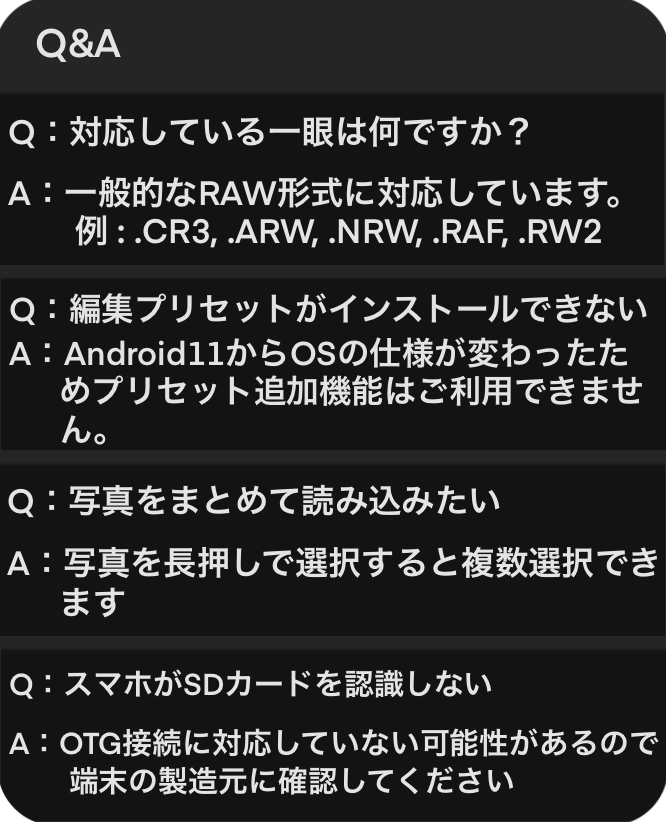 Q&A
Q：対応している一眼は何ですか？
A：一般的なRAW形式に対応しています。
例 : .CR3, .ARW, .NRW, .RAF, .RW2
Q：編集プリセットがインストールできない
A：Android11からOSの仕様が変わったた
めプリセット追加機能はご利用できませ
ん。
Q：写真をまとめて読み込みたい
A：写真を長押しで選択すると複数選択でき
ます
Q：スマホがSDカードを認識しない
A：OTG接続に対応していない可能性があるので
端末の製造元に確認してください